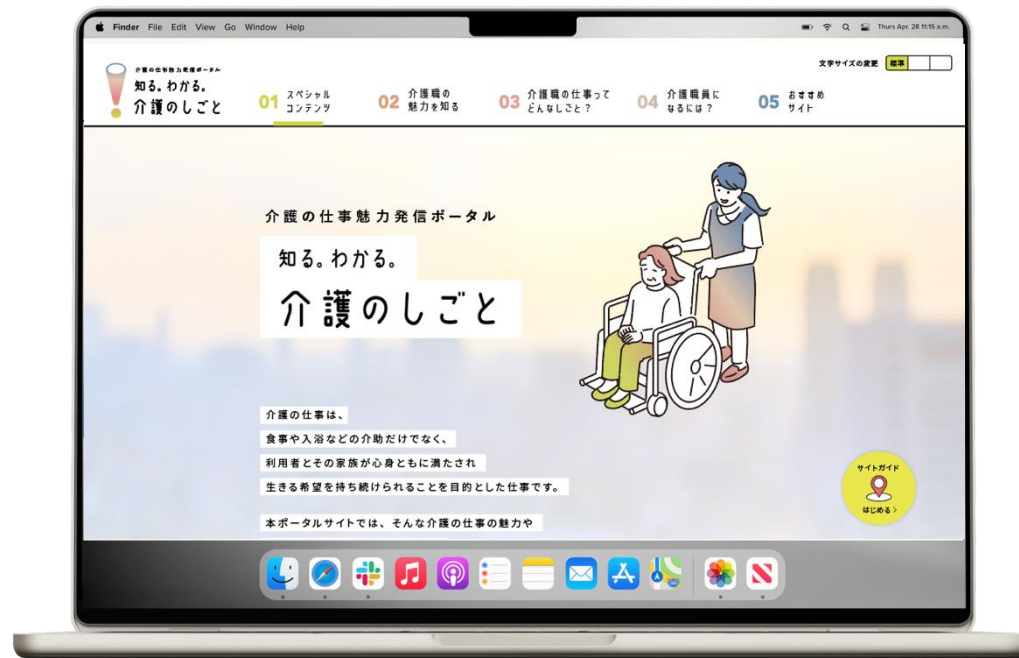 Finder File Edit View Go Window Help
Thurs Apr. 28 11:15 a.m.
文字サイズの変更 標準
介護の仕事魅力発信ポータル
知る。わかる。
介護のしごと
01 スペシャル
コンテンツ
02 介護職の
魅力を知る
03 介護職の仕事って
どんなしごと？
04 介護職員に
なるには？
05 おすすめ
サイト
介護の仕事魅力発信ポータル
知る。わかる。
介護のしごと
介護の仕事は、
食事や入浴などの介助だけでなく、
利用者とその家族が心身ともに満たされ
生きる希望を持ち続けられることを目的とした仕事です。
本ポータルサイトでは、そんな介護の仕事の魅力や
サイトガイド
はじめる>